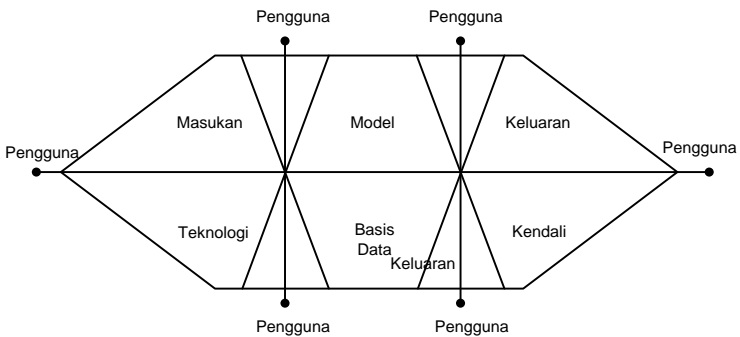 Pengguna
Pengguna
Masukan
Model
Keluaran
Pengguna
Pengguna
Teknologi
Basis
Data
Keluaran
Kendali
Pengguna
Pengguna